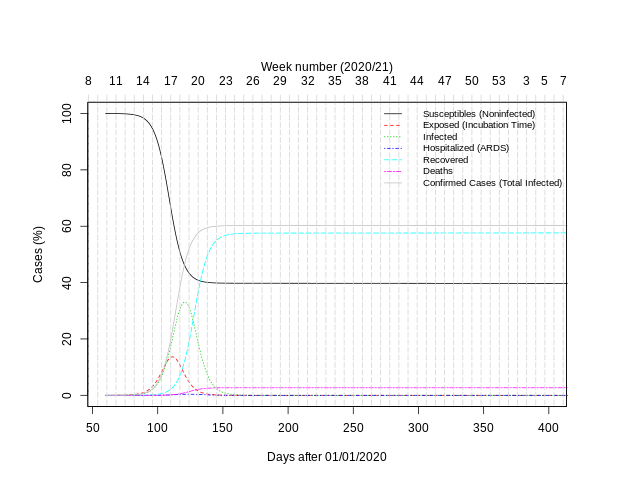 Week number (2020/21)
8 11 14 17 20 23 26 29 32 35 38 41 44 47 50 53 3 5 7
Susceptibles (Noninfected)
Exposed (Incubation Time)
Infected
Hospitalized (ARDS)
Recovered
Deaths
Confirmed Cases (Total Infected)
Cases (%)
100
80
60
40
20
0
50 100 150 200 250 300 350 400
Days after 01/01/2020